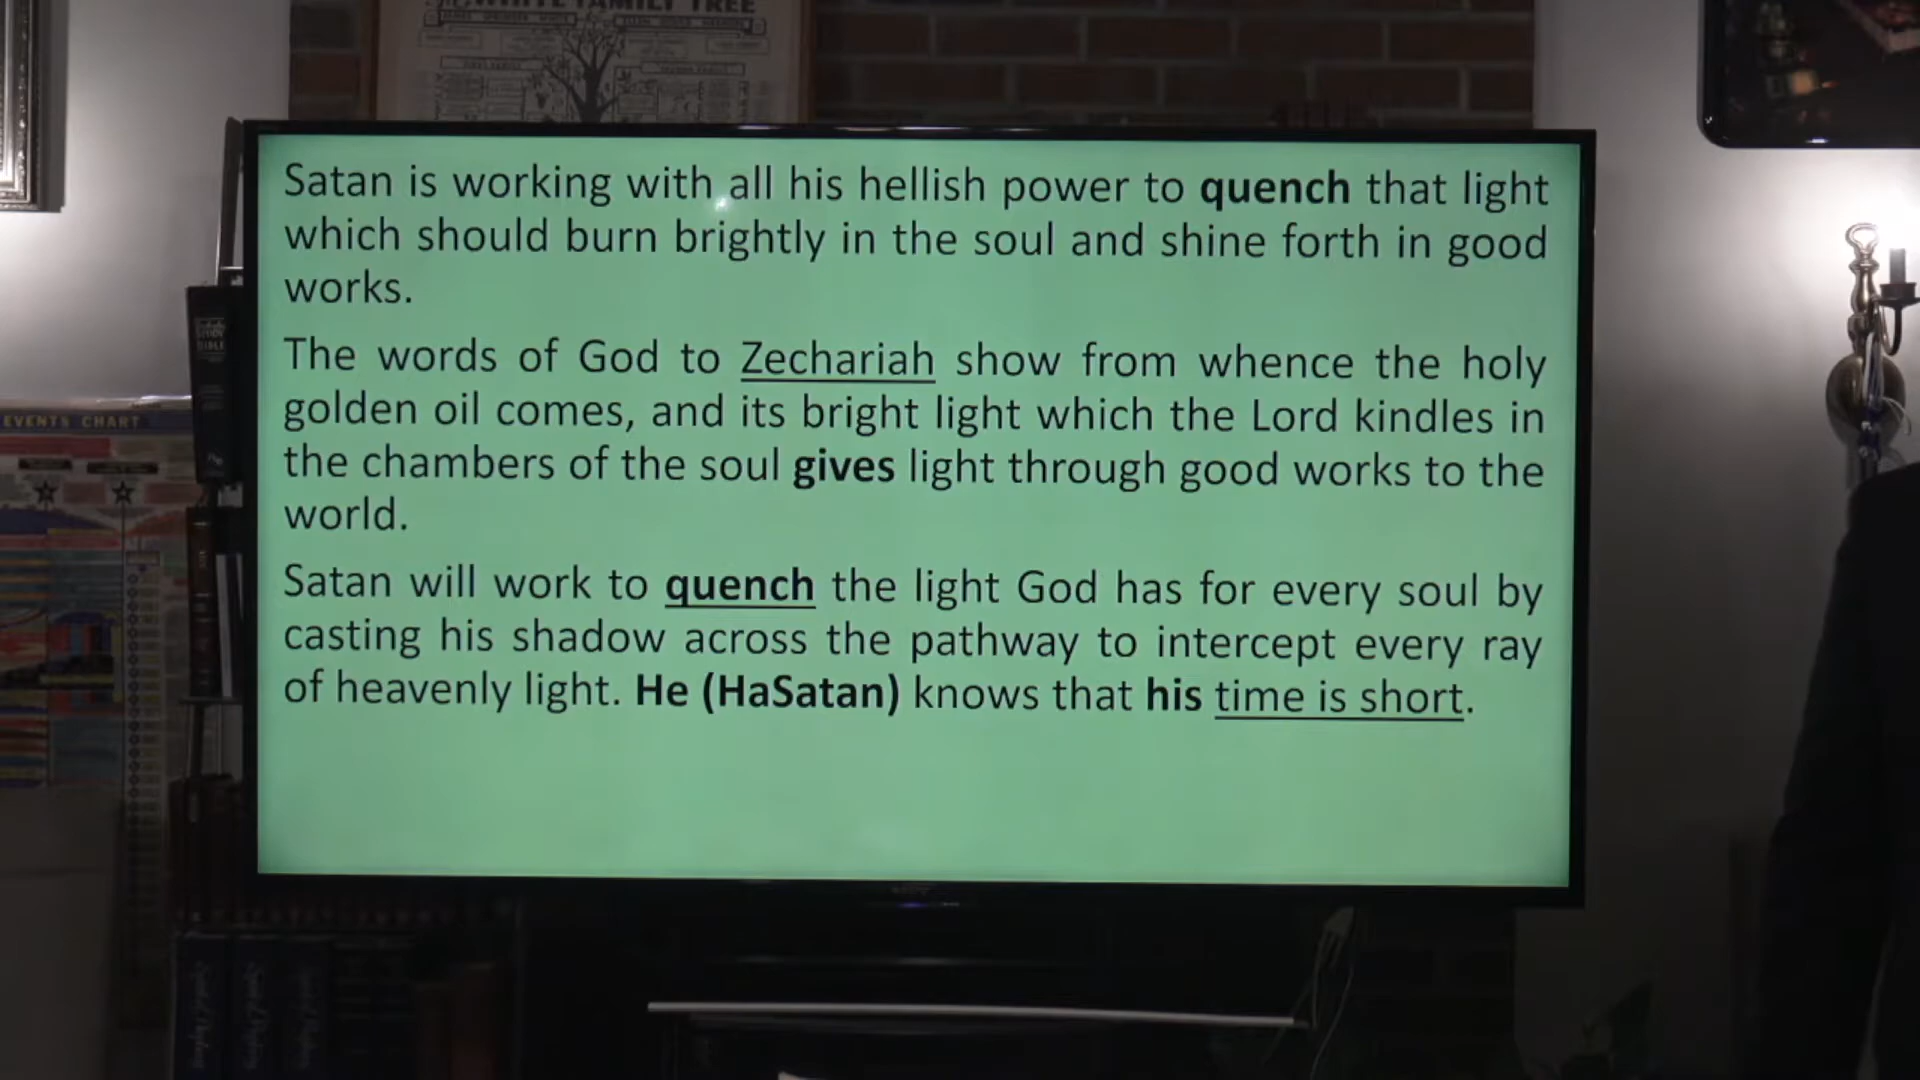 WHITE FAMILY TREE
EVENTS CHART
Satan is working with all his hellish power to quench that light
which should burn brightly in the soul and shine forth in good
works.
The words of God to Zechariah show from whence the holy
golden oil comes, and its bright light which the Lord kindles in
the chambers of the soul gives light through good works to the
world.
Satan will work to quench the light God has for every soul by
casting his shadow across the pathway to intercept every ray
of heavenly light. He (HaSatan) knows that his time is short.